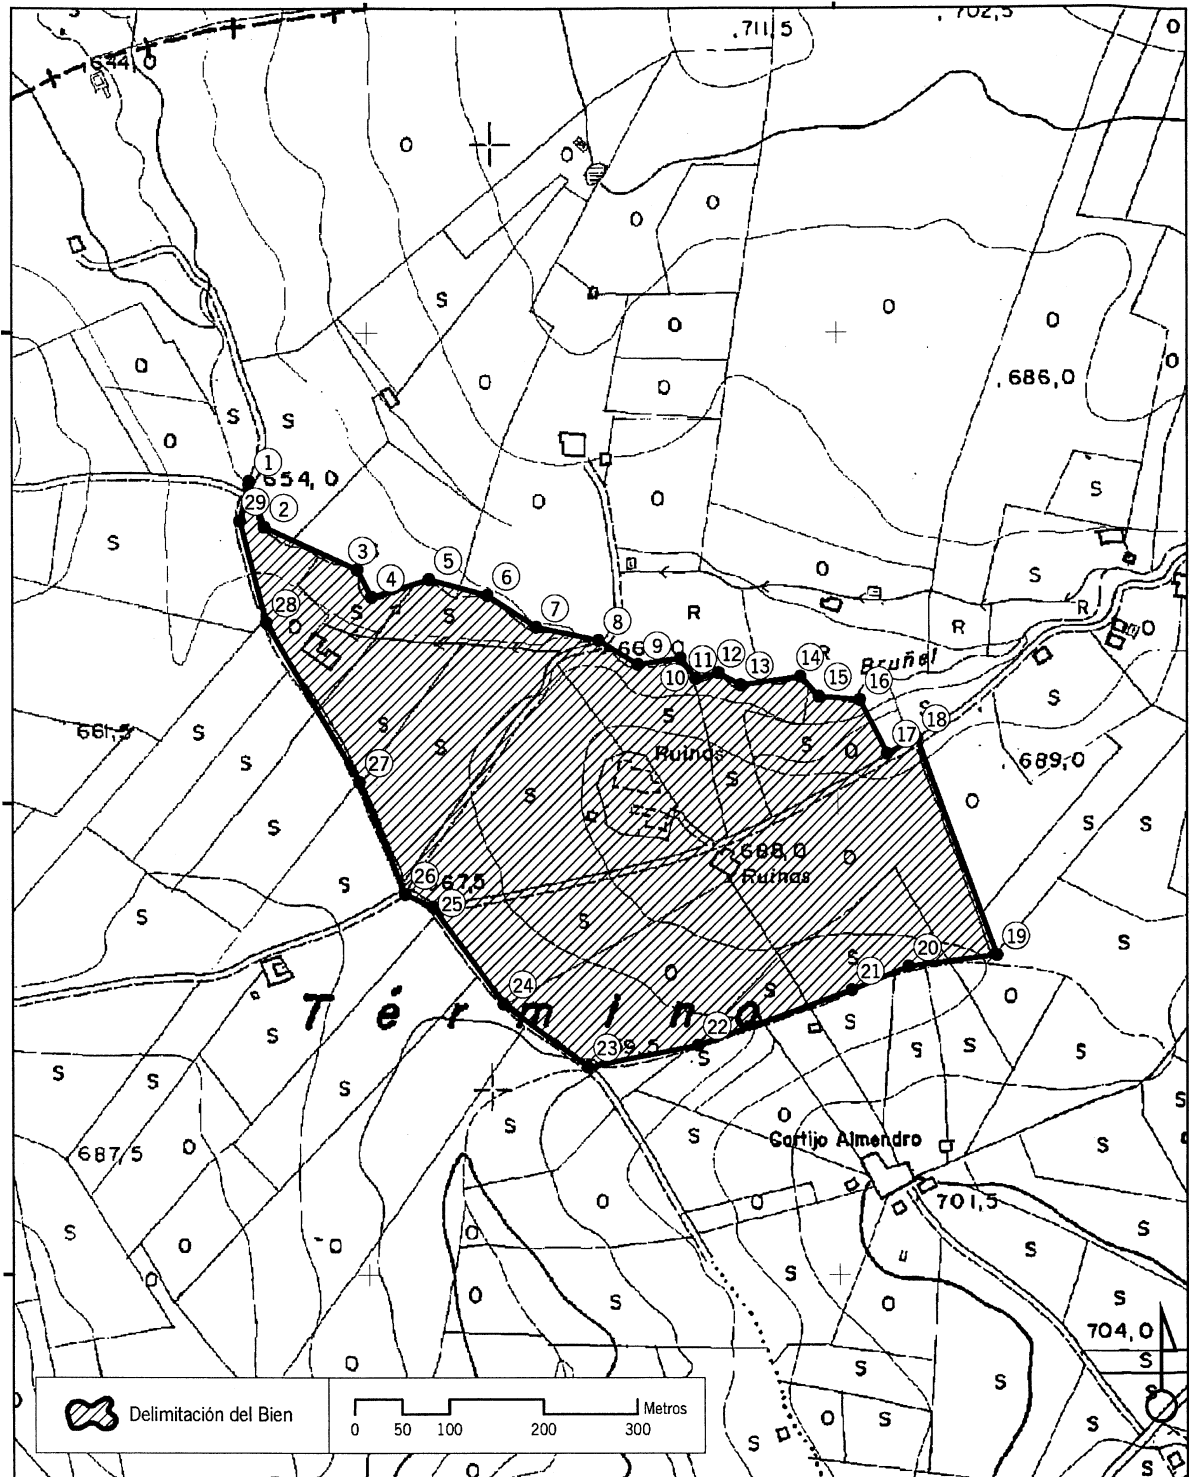 702,5
.711,5
644,0
O
O
O
O
O
S
O
O
O
O
. 686,0
O
O
O
O
S
S
O
1
654,0
S
O
O
29
2
S
3
5
S
O
4
6
S
S
28
7
R
R
R
O
8
O
9
12
14
R
Bruñel
10
11
13
15
16
S
S
S
18
17
661,5
S
S
S
S
O
Ruinas
S
. 689,0
S
27
S
O
S
S
S
688,0
O
Ruinas
26
67,5
S
25
S
S
S
19
20
S
S
O
21
O
24
S
Término
S
22
S
S
23
9,5
S
S
S
S
S
S
S
O
S
S
Cortijo Almendro
S
687,5
O
O
O
701,5
S
S
O
S
O
O
u
S
S
O
O
S
O
S
704,0
S
O
S
S
Delimitación del Bien
Metros
0 50 100 200 300
S
O
S
S
S
S
O
S